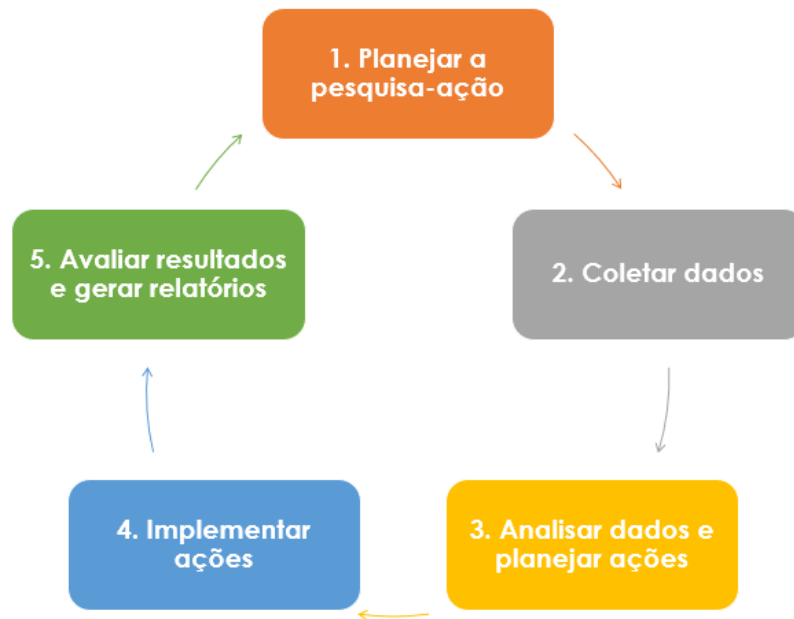 1. Planejar a
pesquisa-ação
2. Coletar dados
3. Analisar dados e
planejar ações
4. Implementar
ações
5. Avaliar resultados
e gerar relatórios